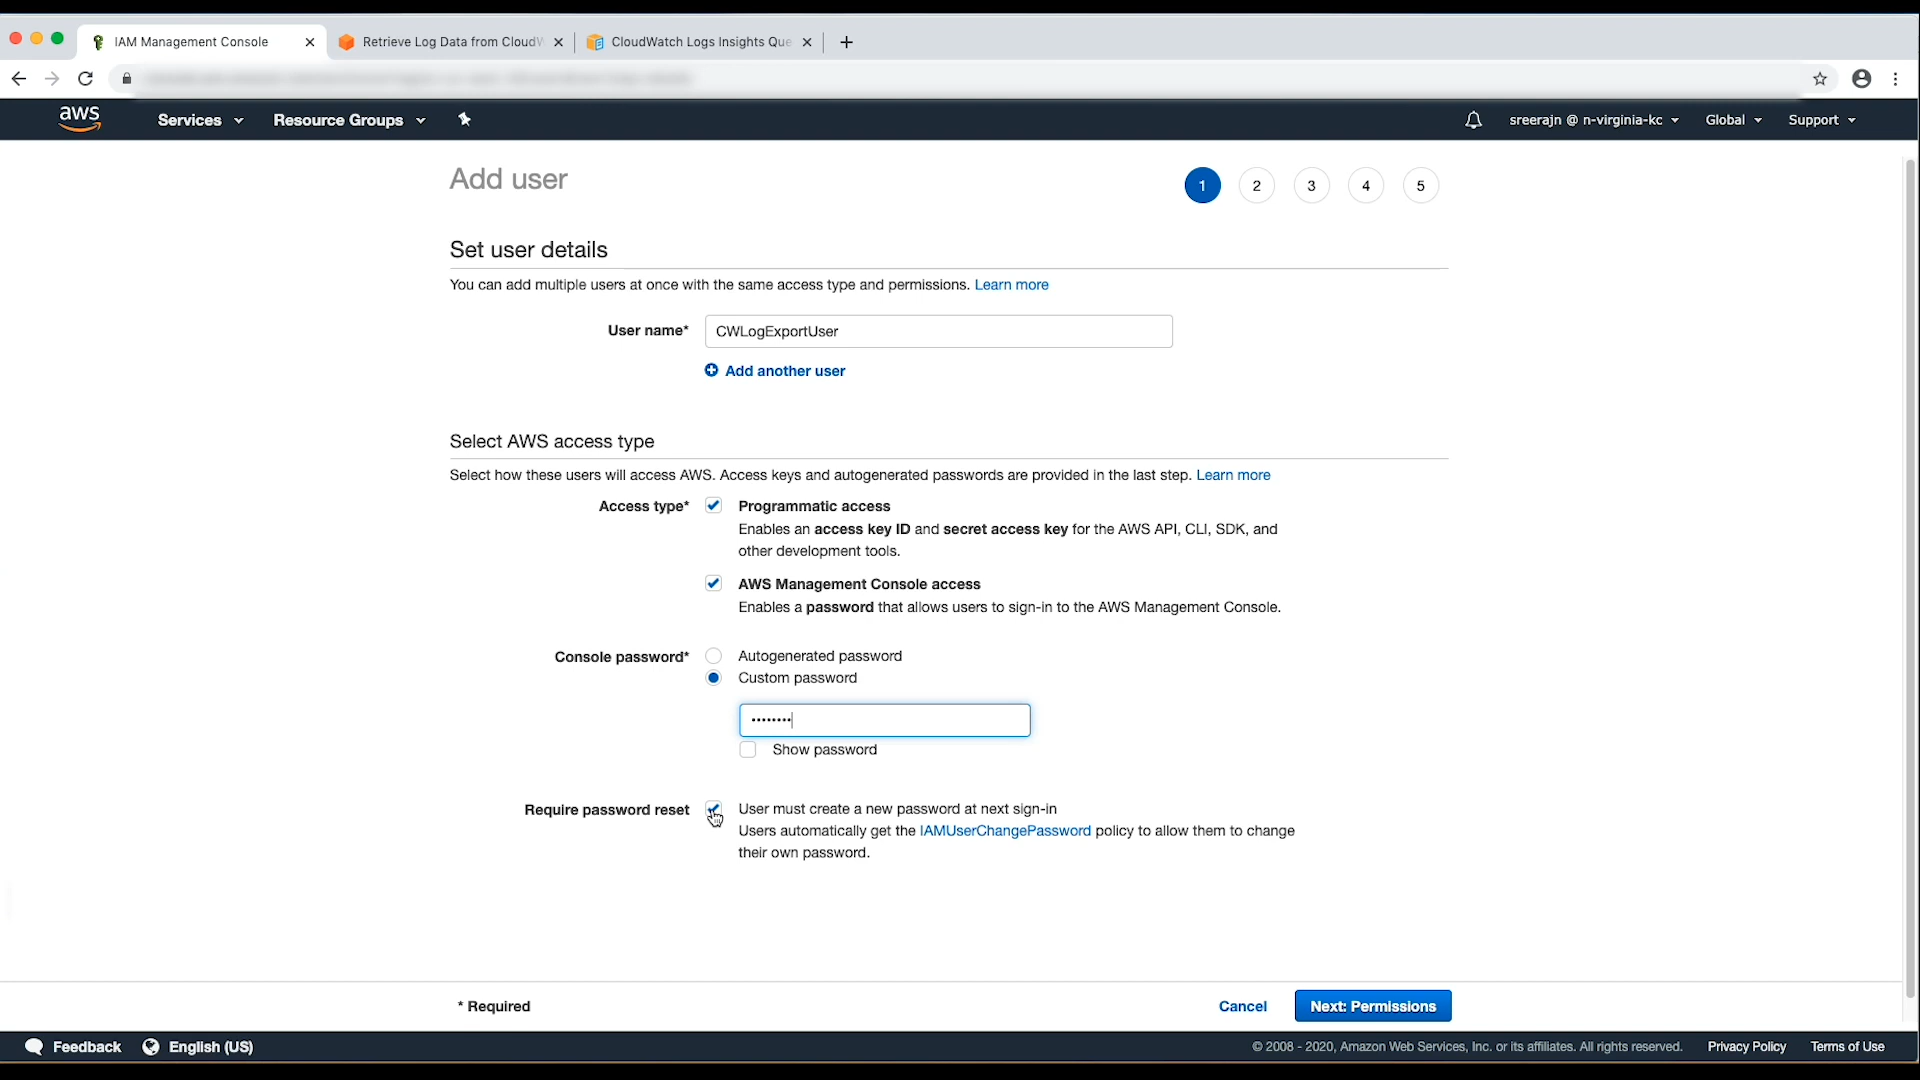 IAM Management Console
Retrieve Log Data from CloudW
CloudWatch Logs Insights Que
aws
Services
Resource Groups
sreerajn @ n-virginia-kc
Global
Support
Add user
1
2
3
4
5
Set user details
You can add multiple users at once with the same access type and permissions. Learn more
User name*
CWLogExportUser
Add another user
Select AWS access type
Select how these users will access AWS. Access keys and autogenerated passwords are provided in the last step. Learn more
Access type*
Programmatic access
Enables an access key ID and secret access key for the AWS API, CLI, SDK, and
other development tools.
AWS Management Console access
Enables a password that allows users to sign-in to the AWS Management Console.
Console password*
Autogenerated password
Custom password
••••••••
Show password
Require password reset
User must create a new password at next sign-in
Users automatically get the IAMUserChangePassword policy to allow them to change
their own password.
* Required
Cancel
Next: Permissions
Feedback
English (US)
© 2008 - 2020, Amazon Web Services, Inc. or its affiliates. All rights reserved.
Privacy Policy
Terms of Use